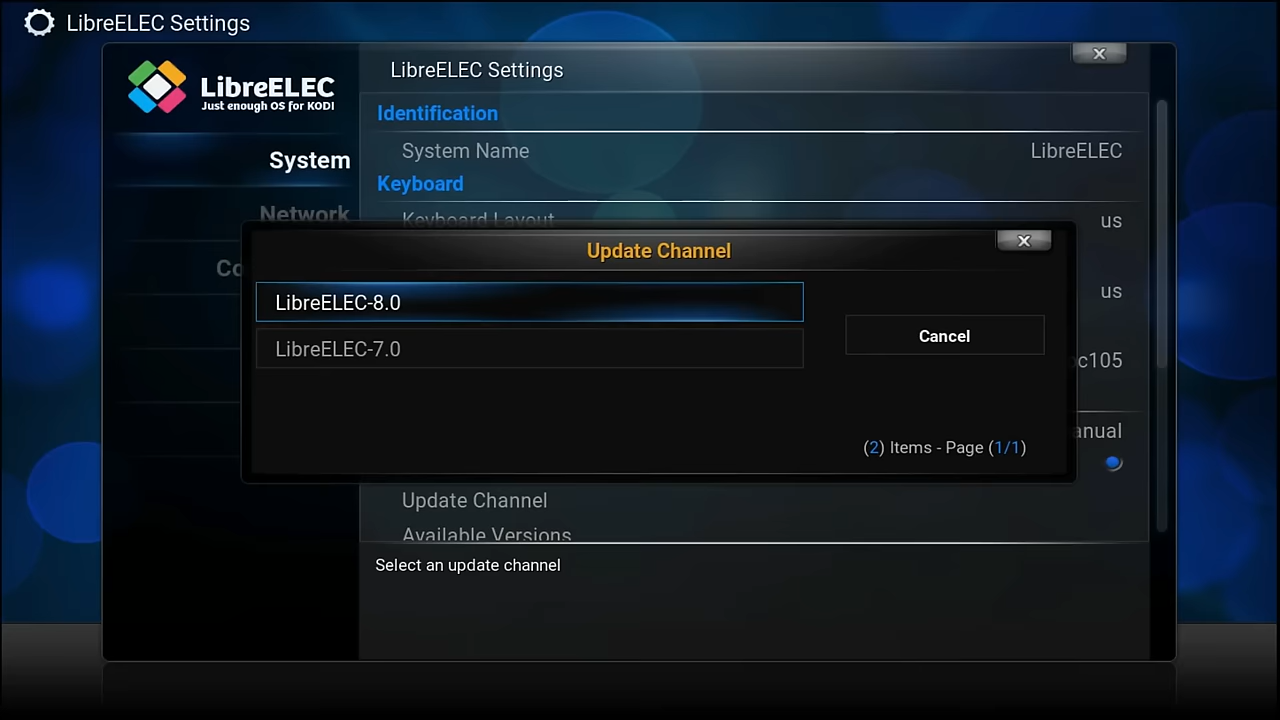 LibreELEC Settings
LibreELEC
Just enough OS for KODI
LibreELEC Settings
Identification
System Name LibreELEC
System
Keyboard
Network
Keyboard Layout us
Update Channel
us
LibreELEC-8.0
Cancel
LibreELEC-7.0
(2) Items - Page (1/1)
Update Channel
Available Versions
Select an update channel